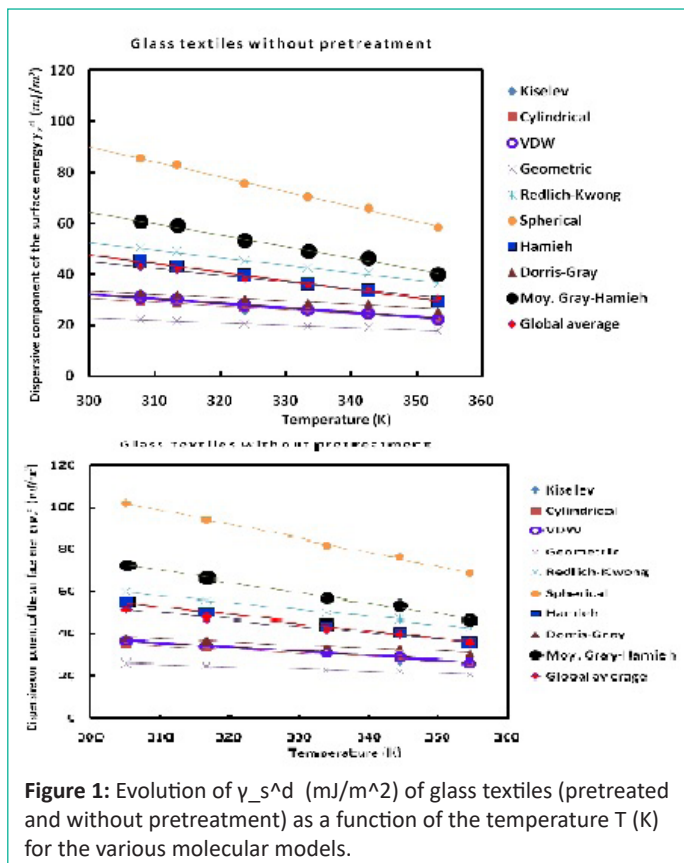 Glass textiles without pretreatment
Dispersive component of the surface energy γₛᵈ (mJ/m²)
120
100
80
60
40
20
0
300 310 320 330 340 350 360
Temperature (K)
Kiselev
Cylindrical
VDW
Geometric
Redlich-Kwong
Spherical
Hamieh
Dorris-Gray
Moy. Gray-Hamieh
Global average
Glass textiles without pretreatment
120
100
80
60
40
20
0
300 310 320 330 340 350 360
Temperature (K)
Kiselev
Cylindrical
VDW
Geometric
Redlich-Kwong
Spherical
Hamieh
Dorris-Gray
Moy. Gray-Hamieh
Global average
Figure 1: Evolution of γ_s^d (mJ/m^2) of glass textiles (pretreated
and without pretreatment) as a function of the temperature T (K)
for the various molecular models.